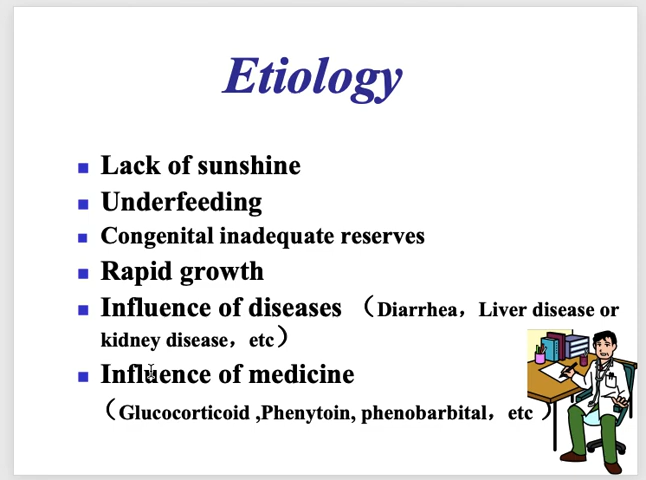 Etiology
Lack of sunshine
Underfeeding
Congenital inadequate reserves
Rapid growth
Influence of diseases （Diarrhea，Liver disease or
kidney disease，etc）
Influence of medicine
（Glucocorticoid ,Phenytoin, phenobarbital，etc ）